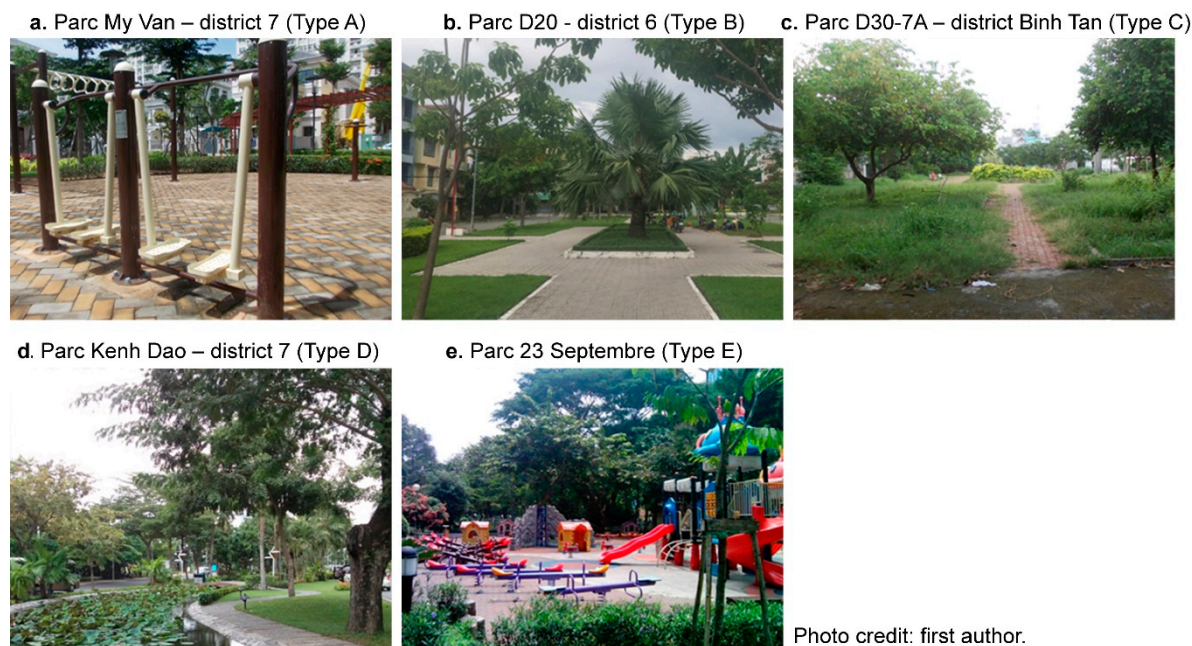 a. Parc My Van – district 7 (Type A)
b. Parc D20 - district 6 (Type B)
c. Parc D30-7A – district Binh Tan (Type C)
d. Parc Kenh Dao – district 7 (Type D)
e. Parc 23 Septembre (Type E)
Photo credit: first author.